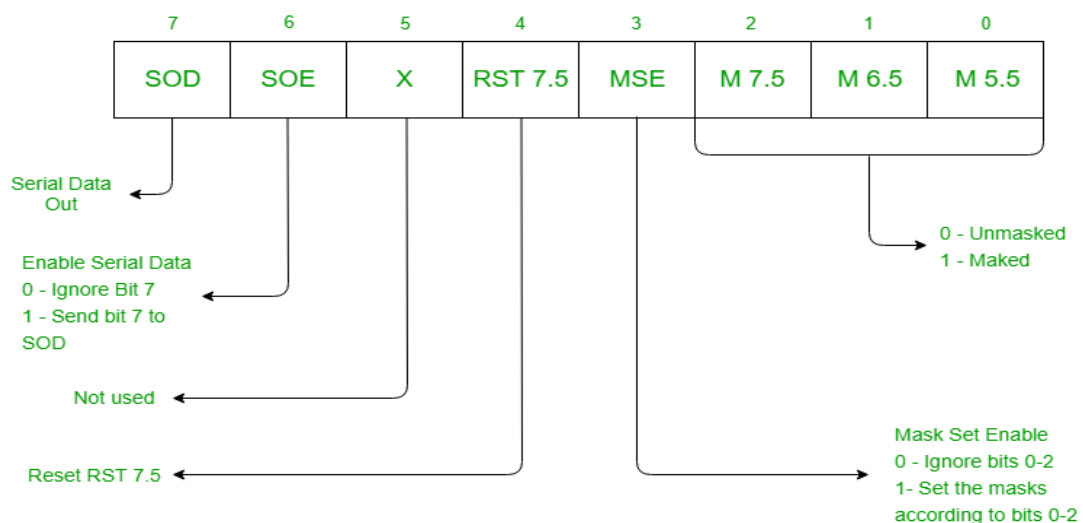 7 6 5 4 3 2 1 0
SOD SOE X RST 7.5 MSE M 7.5 M 6.5 M 5.5
Serial Data
Out
0 - Unmasked
1 - Maked
Enable Serial Data
0 - Ignore Bit 7
1 - Send bit 7 to
SOD
Not used
Reset RST 7.5
Mask Set Enable
0 - Ignore bits 0-2
1- Set the masks
according to bits 0-2